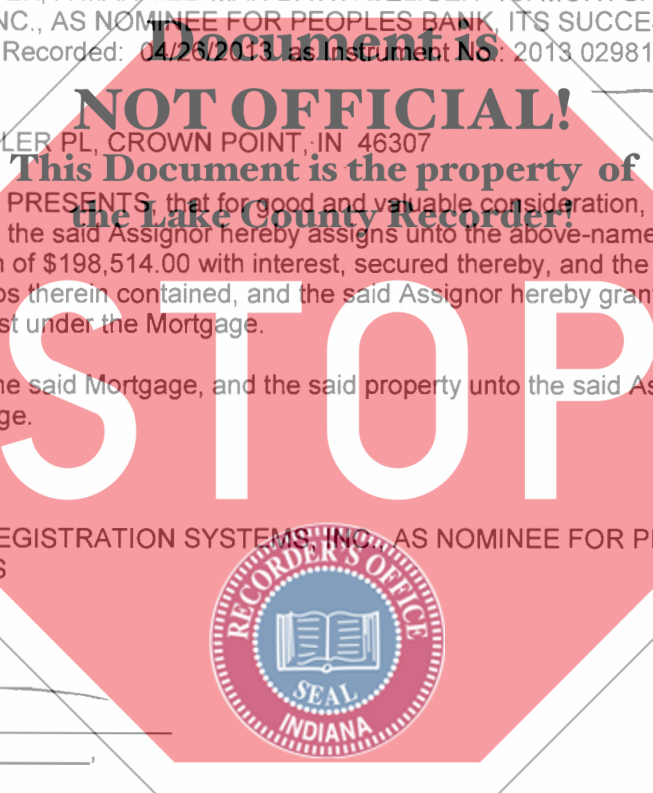 NC., AS NOMINEE FOR PEOPLES BANK, ITS SUCCE
Document is
Recorded: 04/26/2013 as Instrument No.: 2013 02981
NOT OFFICIAL!
LER PL, CROWN POINT, IN 46307
This Document is the property of
PRESENTS, that for good and valuable consideration,
the Lake County Recorder!
the said Assignor hereby assigns unto the above-name
of $198,514.00 with interest, secured thereby, and the
os therein contained, and the said Assignor hereby gran
st under the Mortgage.
STOP
he said Mortgage, and the said property unto the said As
ge.
EGISTRATION SYSTEMS, INC., AS NOMINEE FOR P
S
RECORDER'S OFFICE
SEAL
INDIANA